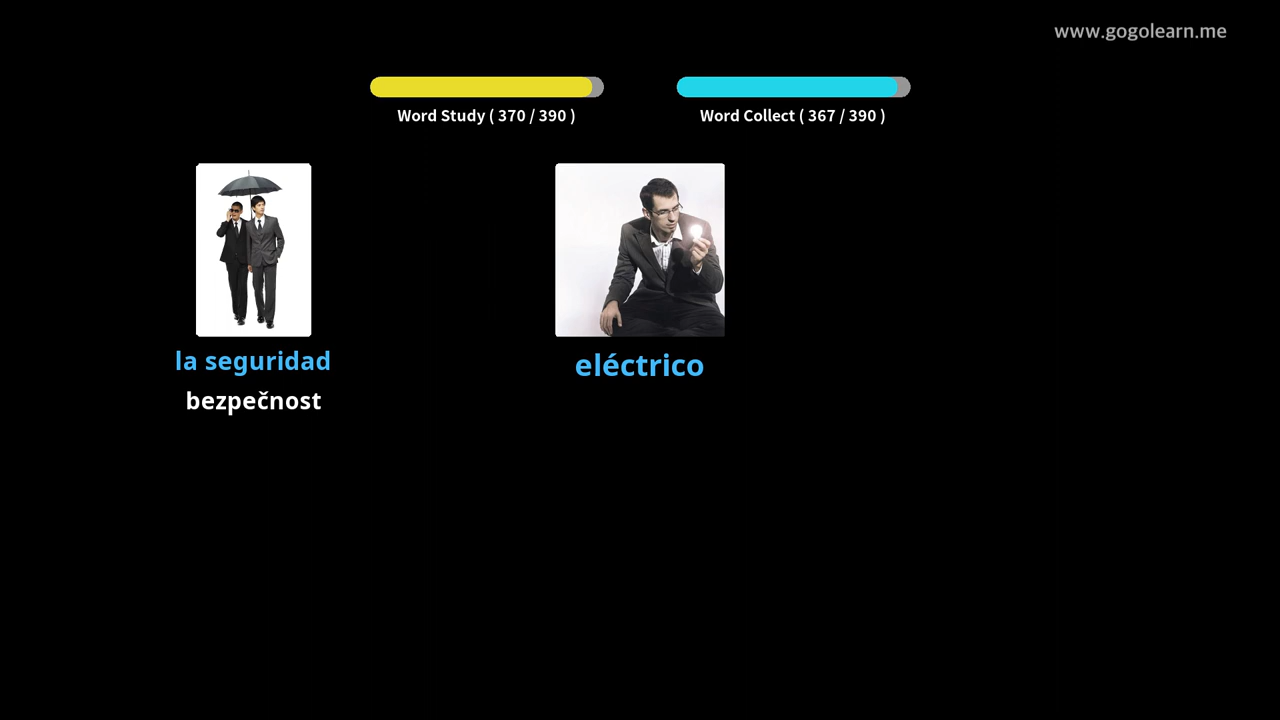 www.gogolearn.me
Word Study ( 370 / 390 )
Word Collect ( 367 / 390 )
la seguridad
bezpečnost
eléctrico